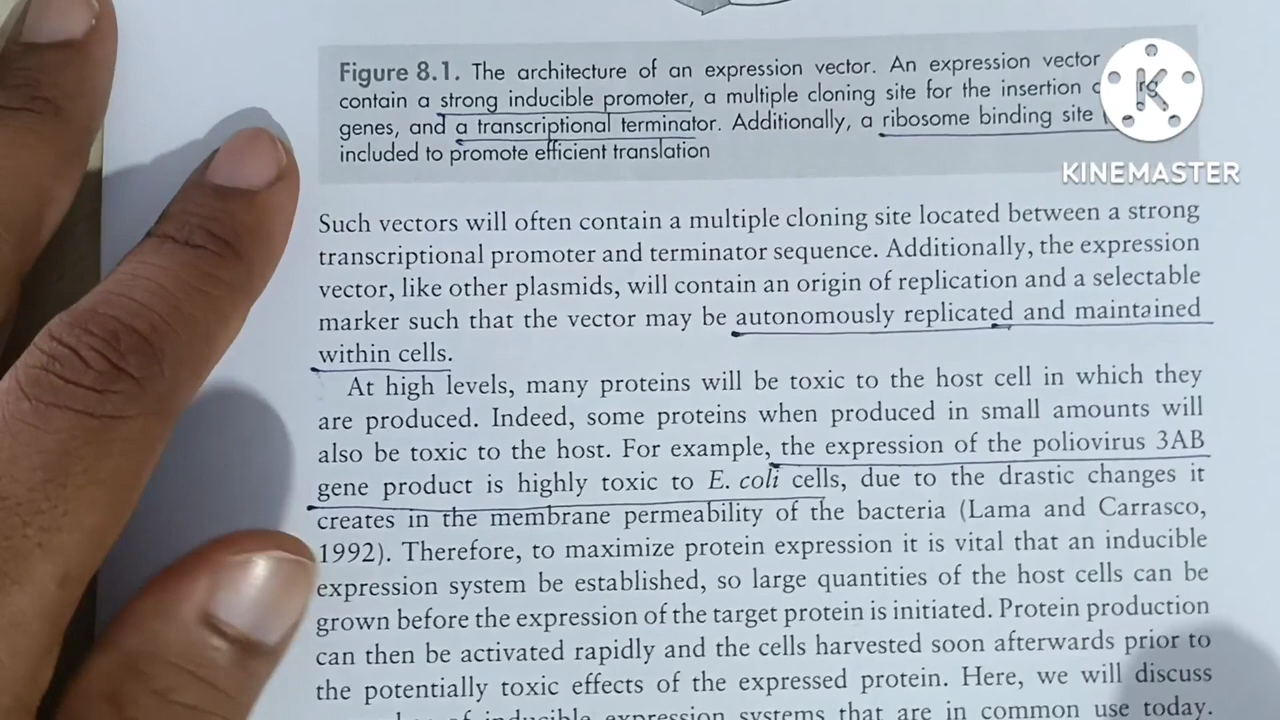 Figure 8.1. The architecture of an expression vector. An expression vector
contain a strong inducible promoter, a multiple cloning site for the insertion
genes, and a transcriptional terminator. Additionally, a ribosome binding site
included to promote efficient translation
KINEMASTER
Such vectors will often contain a multiple cloning site located between a strong
transcriptional promoter and terminator sequence. Additionally, the expression
vector, like other plasmids, will contain an origin of replication and a selectable
marker such that the vector may be autonomously replicated and maintained
within cells.
At high levels, many proteins will be toxic to the host cell in which they
are produced. Indeed, some proteins when produced in small amounts will
also be toxic to the host. For example, the expression of the poliovirus 3AB
gene product is highly toxic to E. coli cells, due to the drastic changes it
creates in the membrane permeability of the bacteria (Lama and Carrasco,
1992). Therefore, to maximize protein expression it is vital that an inducible
expression system be established, so large quantities of the host cells can be
grown before the expression of the target protein is initiated. Protein production
can then be activated rapidly and the cells harvested soon afterwards prior to
the potentially toxic effects of the expressed protein. Here, we will discuss
of inducible expression systems that are in common use today.